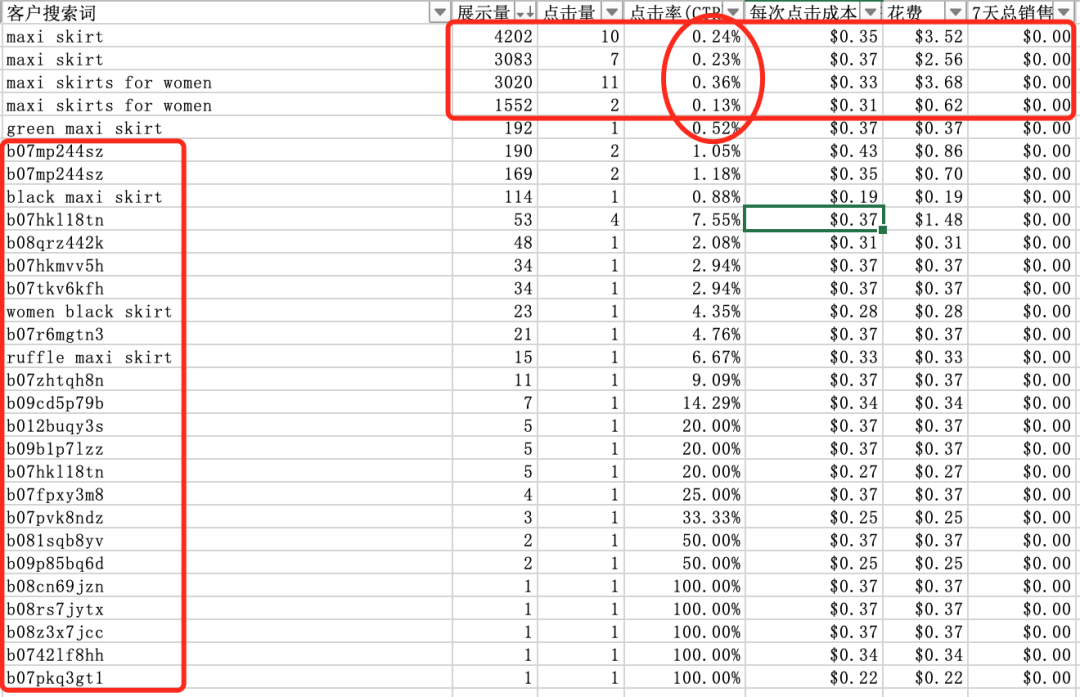 客户搜索词 展示量 点击量 点击率(CTR 每次点击成本 花费 7天总销售
maxi skirt 4202 10 0.24% $0.35 $3.52 $0.00
maxi skirt 3083 7 0.23% $0.37 $2.56 $0.00
maxi skirts for women 3020 11 0.36% $0.33 $3.68 $0.00
maxi skirts for women 1552 2 0.13% $0.31 $0.62 $0.00
green maxi skirt 192 1 0.52% $0.37 $0.37 $0.00
b07mp244sz 190 2 1.05% $0.43 $0.86 $0.00
b07mp244sz 169 2 1.18% $0.35 $0.70 $0.00
black maxi skirt 114 1 0.88% $0.19 $0.19 $0.00
b07hkl18tn 53 4 7.55% $0.37 $1.48 $0.00
b08qrz442k 48 1 2.08% $0.31 $0.31 $0.00
b07hkmvv5h 34 1 2.94% $0.37 $0.37 $0.00
b07tkv6kfh 34 1 2.94% $0.37 $0.37 $0.00
women black skirt 23 1 4.35% $0.28 $0.28 $0.00
b07r6mgtn3 21 1 4.76% $0.37 $0.37 $0.00
ruffle maxi skirt 15 1 6.67% $0.33 $0.33 $0.00
b07zhtqh8n 11 1 9.09% $0.37 $0.37 $0.00
b09cd5p79b 7 1 14.29% $0.34 $0.34 $0.00
b012buqy3s 5 1 20.00% $0.37 $0.37 $0.00
b09b1p7lzz 5 1 20.00% $0.37 $0.37 $0.00
b07hkl18tn 5 1 20.00% $0.27 $0.27 $0.00
b07fpxy3m8 4 1 25.00% $0.37 $0.37 $0.00
b07pvk8ndz 3 1 33.33% $0.25 $0.25 $0.00
b081sqb8yv 2 1 50.00% $0.37 $0.37 $0.00
b09p85bq6d 2 1 50.00% $0.25 $0.25 $0.00
b08cn69jzn 1 1 100.00% $0.37 $0.37 $0.00
b08rs7jytx 1 1 100.00% $0.37 $0.37 $0.00
b08z3x7jcc 1 1 100.00% $0.37 $0.37 $0.00
b0742lf8hh 1 1 100.00% $0.34 $0.34 $0.00
b07pkq3gt1 1 1 100.00% $0.22 $0.22 $0.00